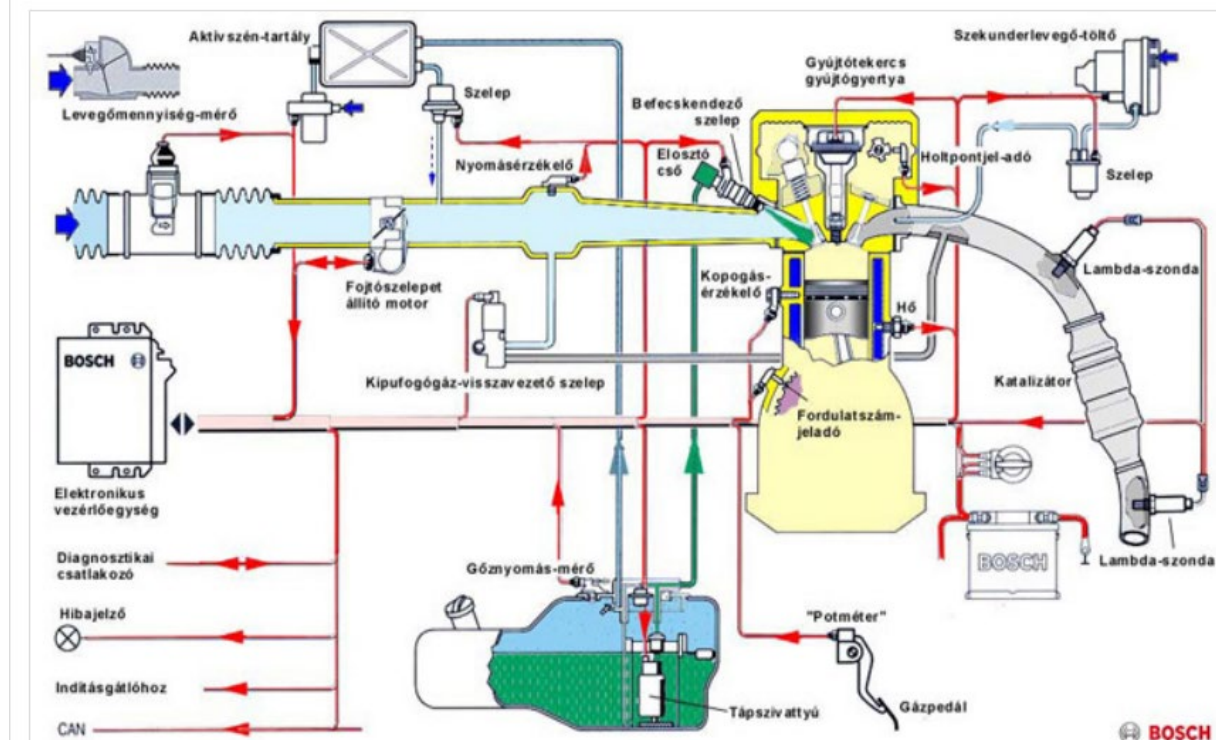 Aktívszén-tartály
Levegőmennyiség-mérő
Szelep
Nyomásérzékelő
Befecskendező
szelep
Elosztó
cső
Gyújtótekercs
gyújtógyertya
Szekunderlevegő-töltő
Holtpontjel-adó
Szelep
Lambda-szonda
Fojtószelepet
állító motor
Kopogás-
érzékelő
Hő
BOSCH
Kipufogógáz-visszavezető szelep
Katalizátor
Fordulatszám-
jeladó
Elektronikus
vezérlőegység
BOSCH
Lambda-szonda
Diagnosztikai
csatlakozó
Gőznyomás-mérő
Hibajelző
"Potméter"
Indításgátlóhoz
Tápszivattyú
Gázpedál
CAN
BOSCH